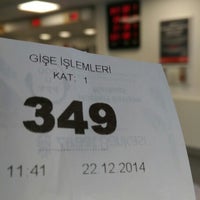 GİŞE İŞLEMLERİ
KAT: 1
349
11:41 22.12.2014